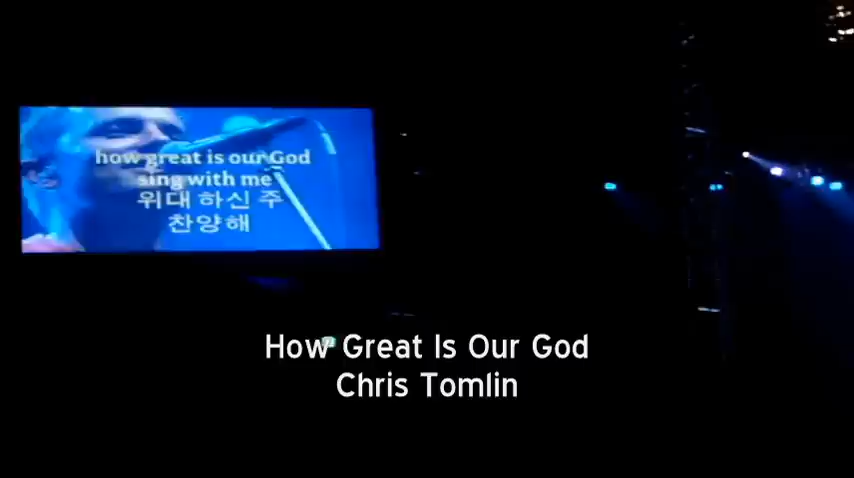 how great is our God
sing with me
위대 하신 주
찬양해
How Great Is Our God
Chris Tomlin